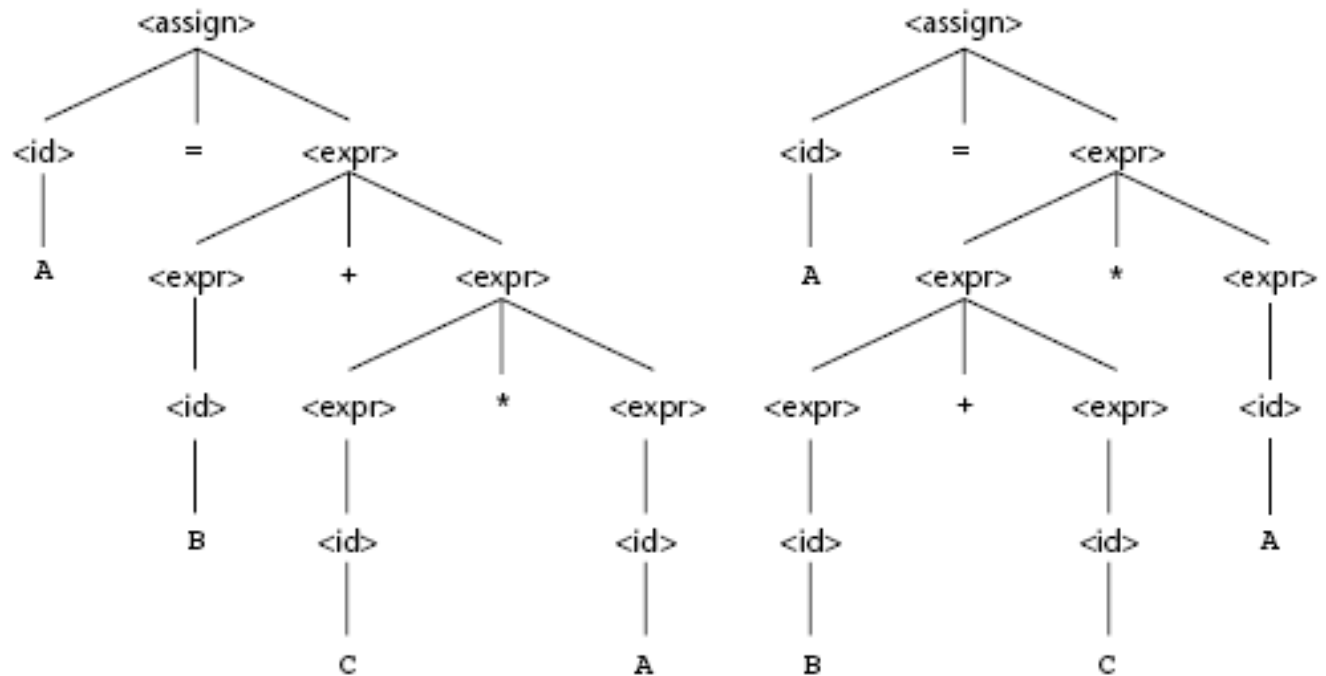 <assign> <assign>
<id> = <expr> <id> = <expr>
A <expr> + <expr> A <expr> * <expr>
<id> <expr> * <expr> <expr> + <expr> <id>
B <id> <id> <id> <id> A
C A B C